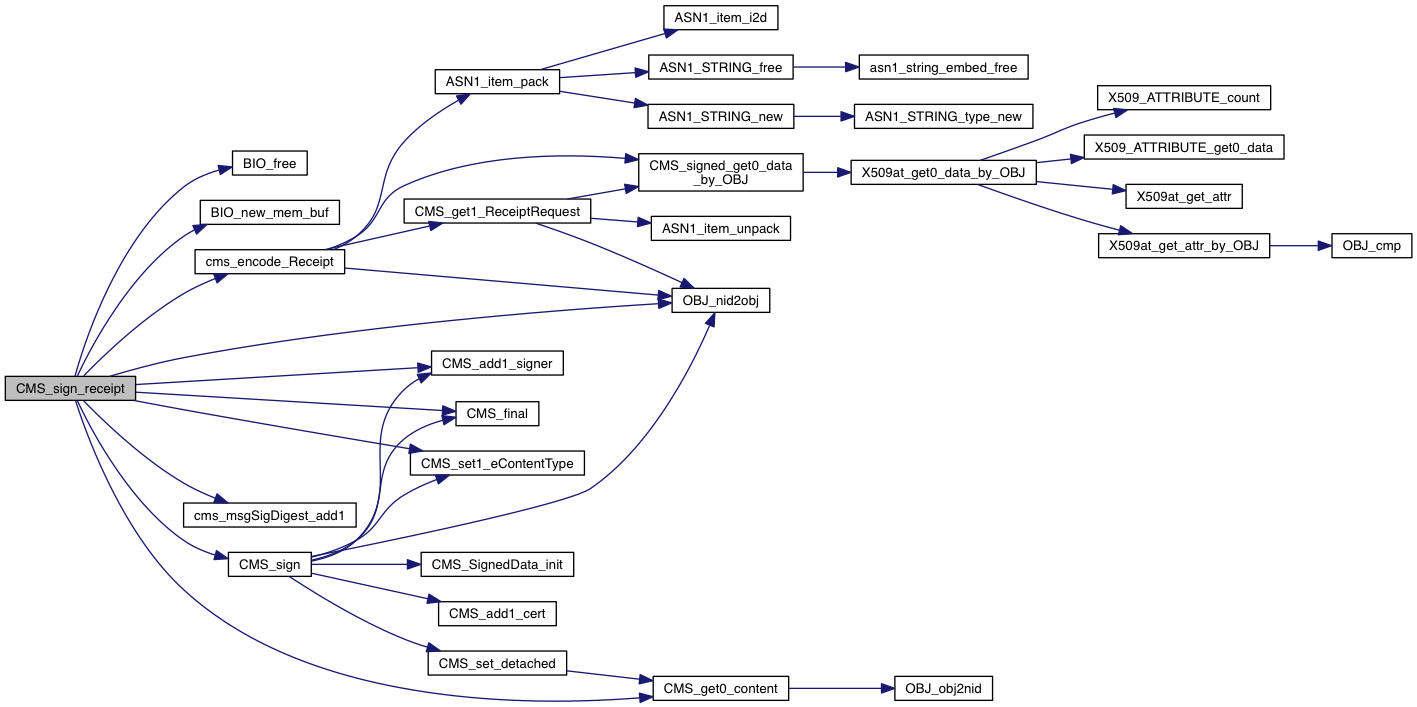 ASN1_item_i2d
ASN1_item_pack
ASN1_STRING_free
asn1_string_embed_free
X509_ATTRIBUTE_count
ASN1_STRING_new
ASN1_STRING_type_new
X509_ATTRIBUTE_get0_data
BIO_free
CMS_signed_get0_data
_by_OBJ
X509at_get0_data_by_OBJ
X509at_get_attr
BIO_new_mem_buf
CMS_get1_ReceiptRequest
ASN1_item_unpack
X509at_get_attr_by_OBJ
OBJ_cmp
cms_encode_Receipt
OBJ_nid2obj
CMS_add1_signer
CMS_sign_receipt
CMS_final
CMS_set1_eContentType
cms_msgSigDigest_add1
CMS_sign
CMS_SignedData_init
CMS_add1_cert
CMS_set_detached
CMS_get0_content
OBJ_obj2nid